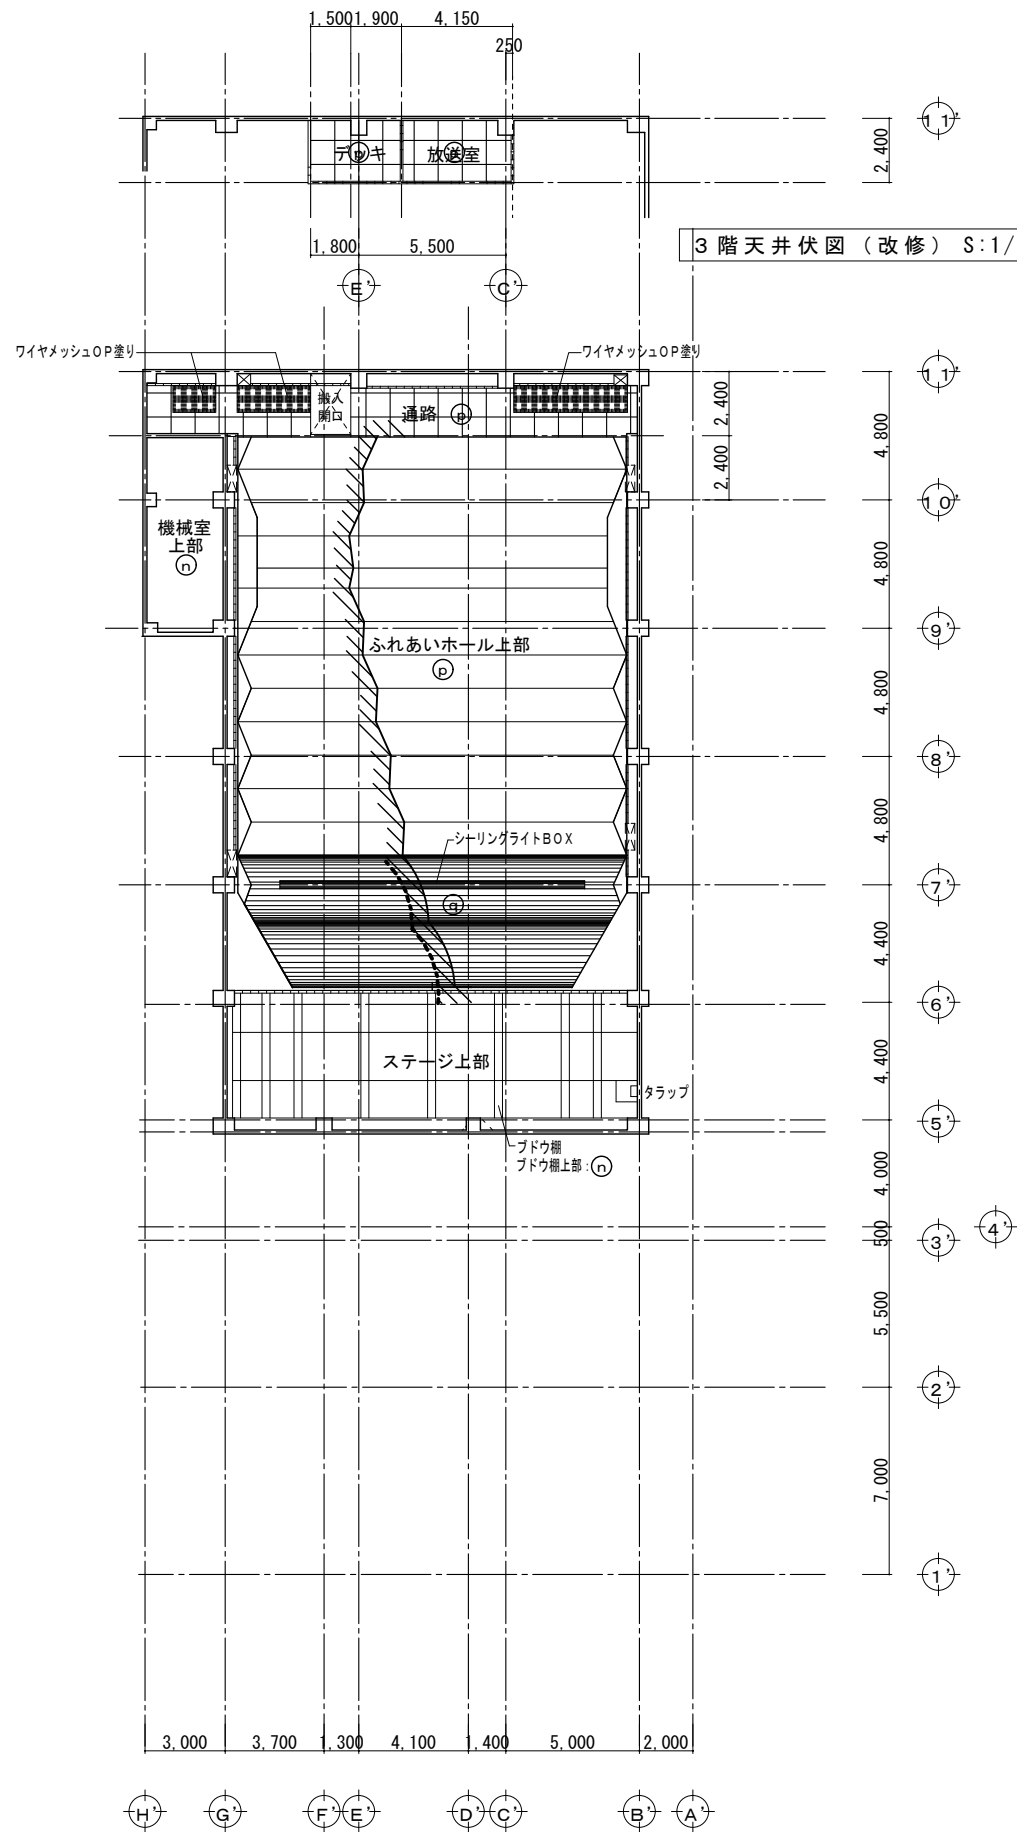 1,500 1,900 4,150
250
11'
2,400
デッキ ⓟ 放送室
1,800 5,500
E' C'
3階天井伏図(改修) S:1/
ワイヤメッシュOP塗り
ワイヤメッシュOP塗り
11'
搬入
開口
通路 ⓟ
2,400
4,800
2,400
10'
機械室
上部
ⓝ
4,800
9'
ふれあいホール上部
ⓟ
4,800
8'
4,800
シーリングライトBOX
7'
ⓠ
4,400
6'
ステージ上部
4,400
タラップ
5'
ブドウ棚
ブドウ棚上部:ⓝ
4,000
4'
500
3'
5,500
2'
7,000
1'
3,000 3,700 1,300 4,100 1,400 5,000 2,000
H' G' F' E' D' C' B' A'